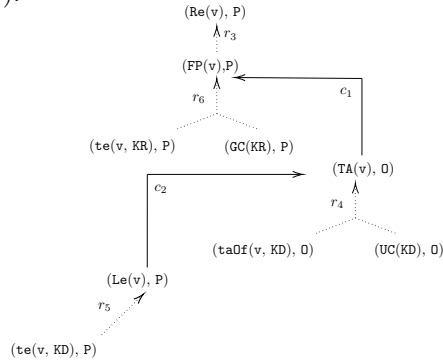 ).
(Re(v), P)
r3
(FP(v),P)
r6
c1
(te(v, KR), P)
(GC(KR), P)
(TA(v), O)
c2
r4
(taOf(v, KD), O)
(UC(KD), O)
(Le(v), P)
r5
(te(v, KD), P)